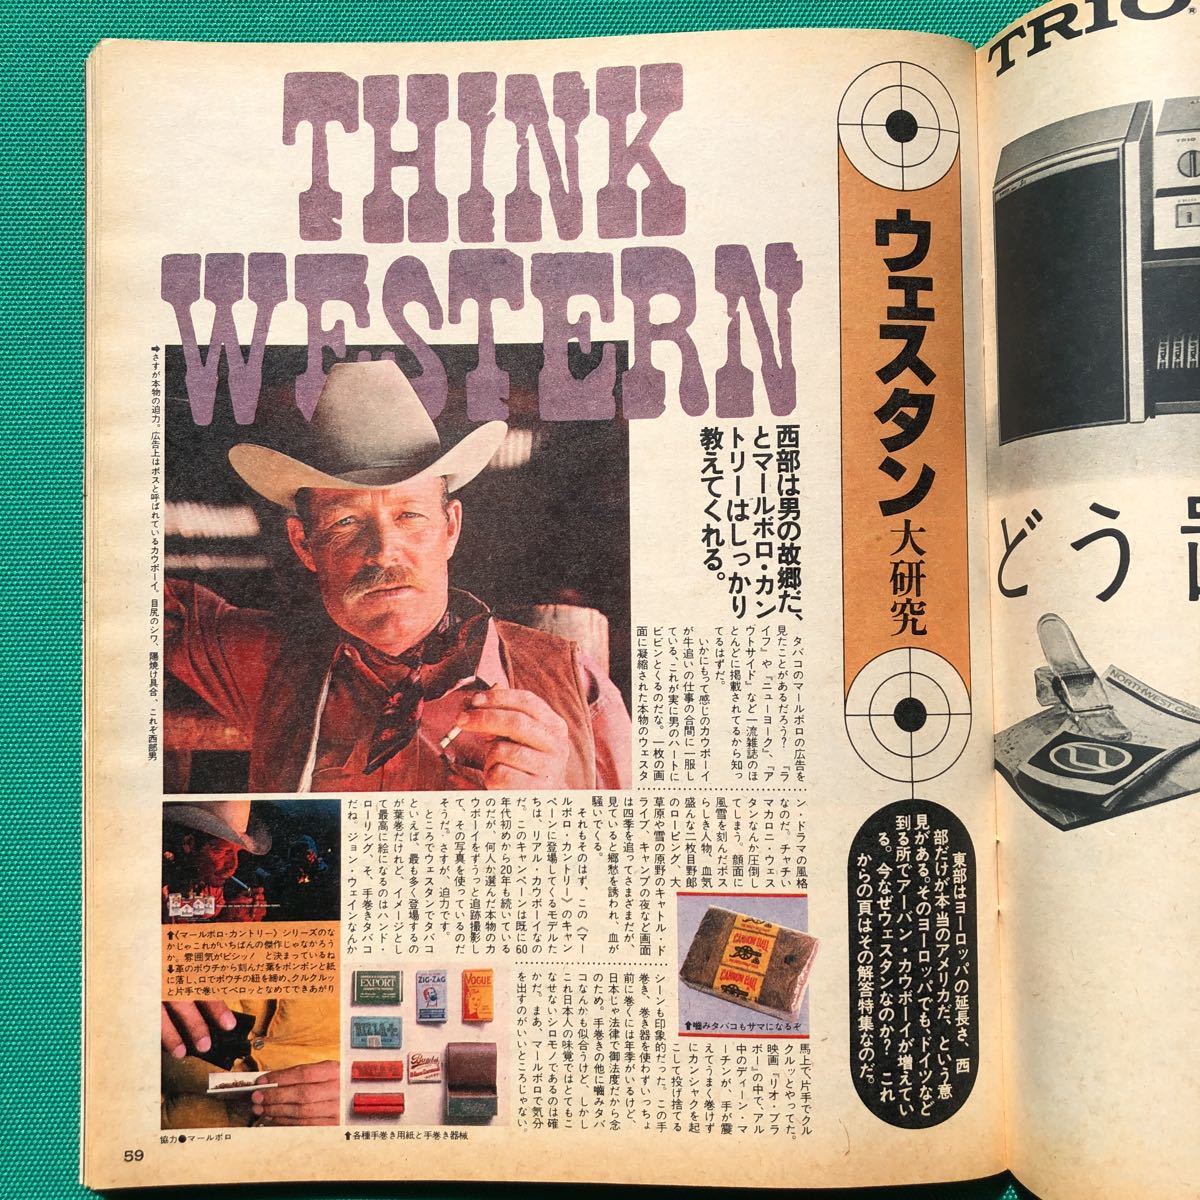 THINK
WESTERN
ウェスタン大研究
西部は男の故郷だ、
とマールボロ・カン
トリーはしっかり
教えてくれる。
東部はヨーロッパの延長さ、西
部だけが本当のアメリカだ、という意
見がある。そのヨーロッパでも、ドイツなど
到る所でアーバン・カウボーイが増えてい
る。今なぜウェスタンなのか? これ
からの頁はその解答特集なのだ。
➡さすが本物の迫力。広告上はボスと呼ばれているカウボーイ。目尻のシワ、陽焼け具合、これぞ西部男
タバコのマールボロの広告を
見たことがあるだろう? 『ラ
イフ』や『ニューヨーク』、『ア
ウトサイド』など一流雑誌のほ
とんどに掲載されてるから知っ
てるはずだ。
いかにもって感じのカウボーイ
が牛追いの仕事の合間に一服し
ている、これが実に男のハートに
ビビンとくるのだな。一枚の画
面に凝縮された本物のウェスタ
ン・ドラマの風格
なのだ。チャチい
マカロニ・ウェス
タンなんか圧倒し
てしまう。顔面に
風雪を刻んだボス
らしき人物、血気
盛んな二枚目野郎
のローピング、大
草原や雪の原野のキャトル・ド
ライブ、キャンプの夜など画面
は四季を追ってさまざまだが、
見ていると郷愁を誘われ、血が
騒いでくる。
それもそのはず、この《マー
ルボロ・カントリー》のキャン
ペーンに登場してくるモデルた
ちは、リアル・カウボーイなの
だ。このキャンペーンは既に60
年代初めから20年も続いている
のだが、何人か選んだ本物のカ
ウボーイをずうっと追跡撮影し
て、その写真を使っているのだ
そうだ。さすが、迫力です。
ところでウェスタンでタバコ
といえば、最も多く登場するの
が葉巻だけれど、イメージとし
て最高に絵になるのはハンド・
ローリング、そ、手巻きタバコ
だね。ジョン・ウェインなんか
馬上で、片手でクル
クルッとやってた。
映画『リオ・ブラ
ボー』の中で、アル
中のディーン・マ
ーチンが、手が震
えてうまく巻けず
にカンシャクを起
こして投げ捨てる
シーンも印象的だった。この手
巻き、巻き器を使わずいっちょ
前に巻くには年季がいるけど、
日本じゃ法律で御法度だから念
のため。手巻きの他に噛みタバ
コなんかも似合うけど、しかし
これ日本人の味覚ではとてもこ
なせないシロモノであるのは確
かだ。まあ、マールボロで気分
を出すのがいいところじゃない。
⬆《マールボロ・カントリー》シリーズのな
かじゃこれがいちばんの傑作じゃなかろう
か。雰囲気がビシッ! と決まっているね
⬇革のポウチから刻んだ葉をポンポンと紙
に落し、口でポウチの紐を締め、クルクルッ
と片手で巻いてペロッとなめてできあがり
CANNON BALL
CANNON BALL
⬆噛みタバコもサマになるぞ
EXPORT
ZIG-ZAG
VOGUE
RIZLA+
⬆各種手巻き用紙と手巻き器械
協力●マールボロ
59
TRIO
TRIO
どう
NORTHWEST